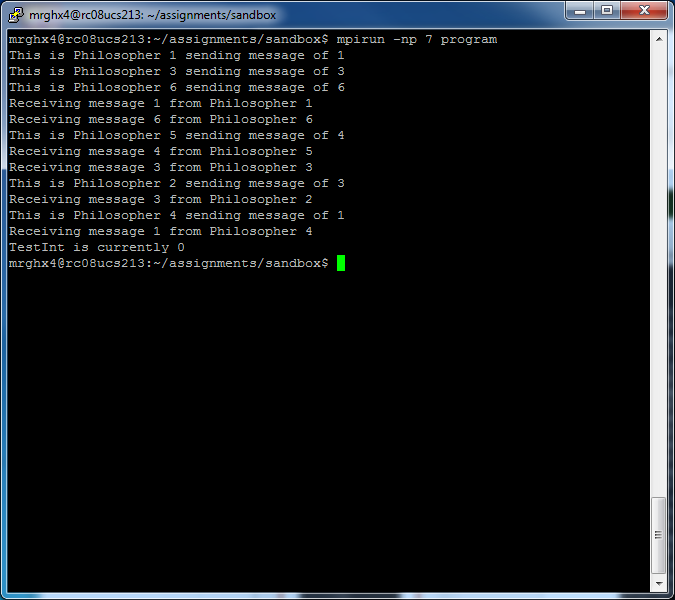 mrghx4@rc08ucs213: ~/assignments/sandbox
mrghx4@rc08ucs213:~/assignments/sandbox$ mpirun -np 7 program
This is Philosopher 1 sending message of 1
This is Philosopher 3 sending message of 3
This is Philosopher 6 sending message of 6
Receiving message 1 from Philosopher 1
Receiving message 6 from Philosopher 6
This is Philosopher 5 sending message of 4
Receiving message 4 from Philosopher 5
Receiving message 3 from Philosopher 3
This is Philosopher 2 sending message of 3
Receiving message 3 from Philosopher 2
This is Philosopher 4 sending message of 1
Receiving message 1 from Philosopher 4
TestInt is currently 0
mrghx4@rc08ucs213:~/assignments/sandbox$